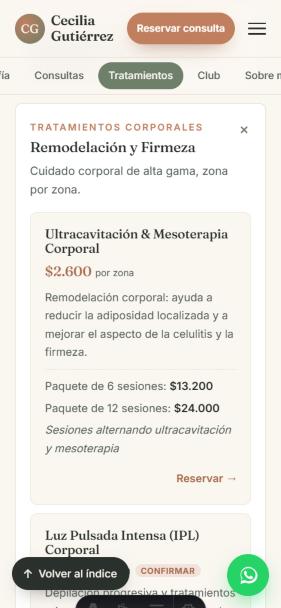 CG
Cecilia
Gutiérrez
Reservar consulta
Consultas
Tratamientos
Club
TRATAMIENTOS CORPORALES
×
Remodelación y Firmeza
Cuidado corporal de alta gama, zona
por zona.
Ultracavitación & Mesoterapia
Corporal
$2.600 por zona
Remodelación corporal: ayuda a
reducir la adiposidad localizada y a
mejorar el aspecto de la celulitis y la
firmeza.
Paquete de 6 sesiones: $13.200
Paquete de 12 sesiones: $24.000
Sesiones alternando ultracavitación
y mesoterapia
Reservar →
Luz Pulsada Intensa (IPL)
Corporal
CONFIRMAR
↑ Volver al índice
Depilación progresiva y tratamientos